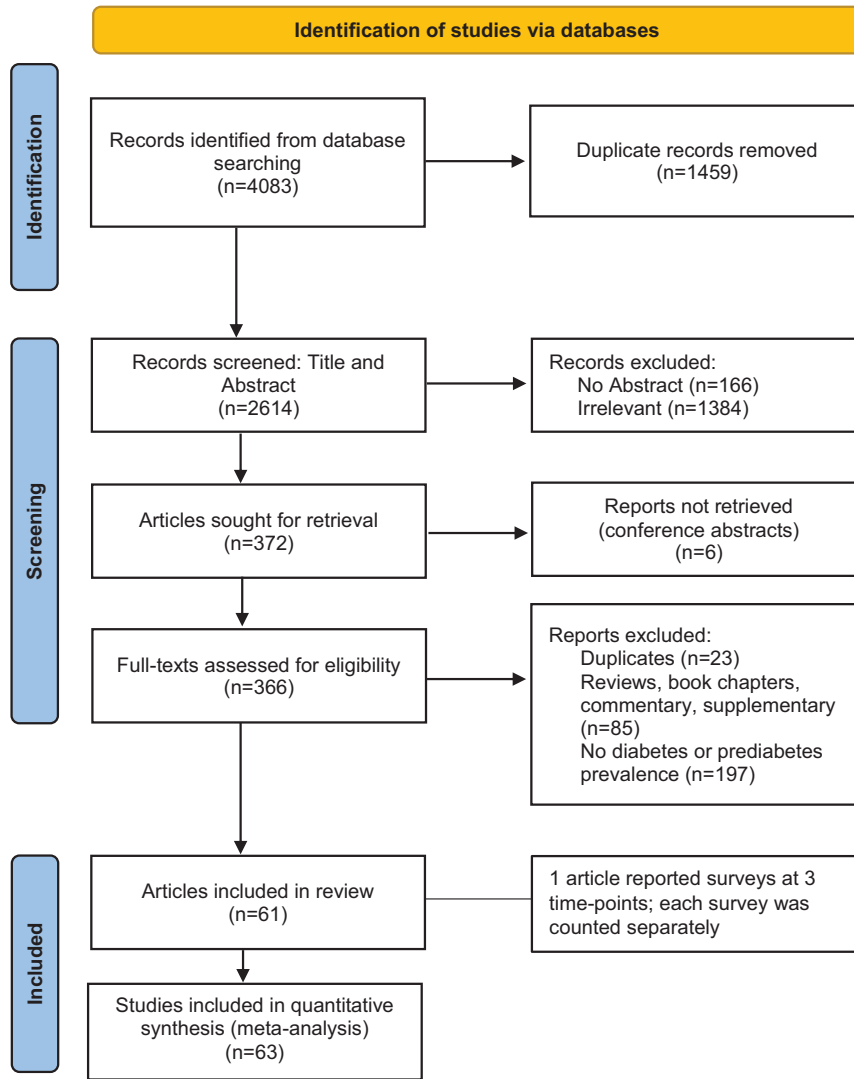 Identification of studies via databases
Identification
Records identified from database
searching
(n=4083)
Duplicate records removed
(n=1459)
Screening
Records screened: Title and
Abstract
(n=2614)
Records excluded:
No Abstract (n=166)
Irrelevant (n=1384)
Articles sought for retrieval
(n=372)
Reports not retrieved
(conference abstracts)
(n=6)
Full-texts assessed for eligibility
(n=366)
Reports excluded:
Duplicates (n=23)
Reviews, book chapters,
commentary, supplementary
(n=85)
No diabetes or prediabetes
prevalence (n=197)
Included
Articles included in review
(n=61)
1 article reported surveys at 3
time-points; each survey was
counted separately
Studies included in quantitative
synthesis (meta-analysis)
(n=63)